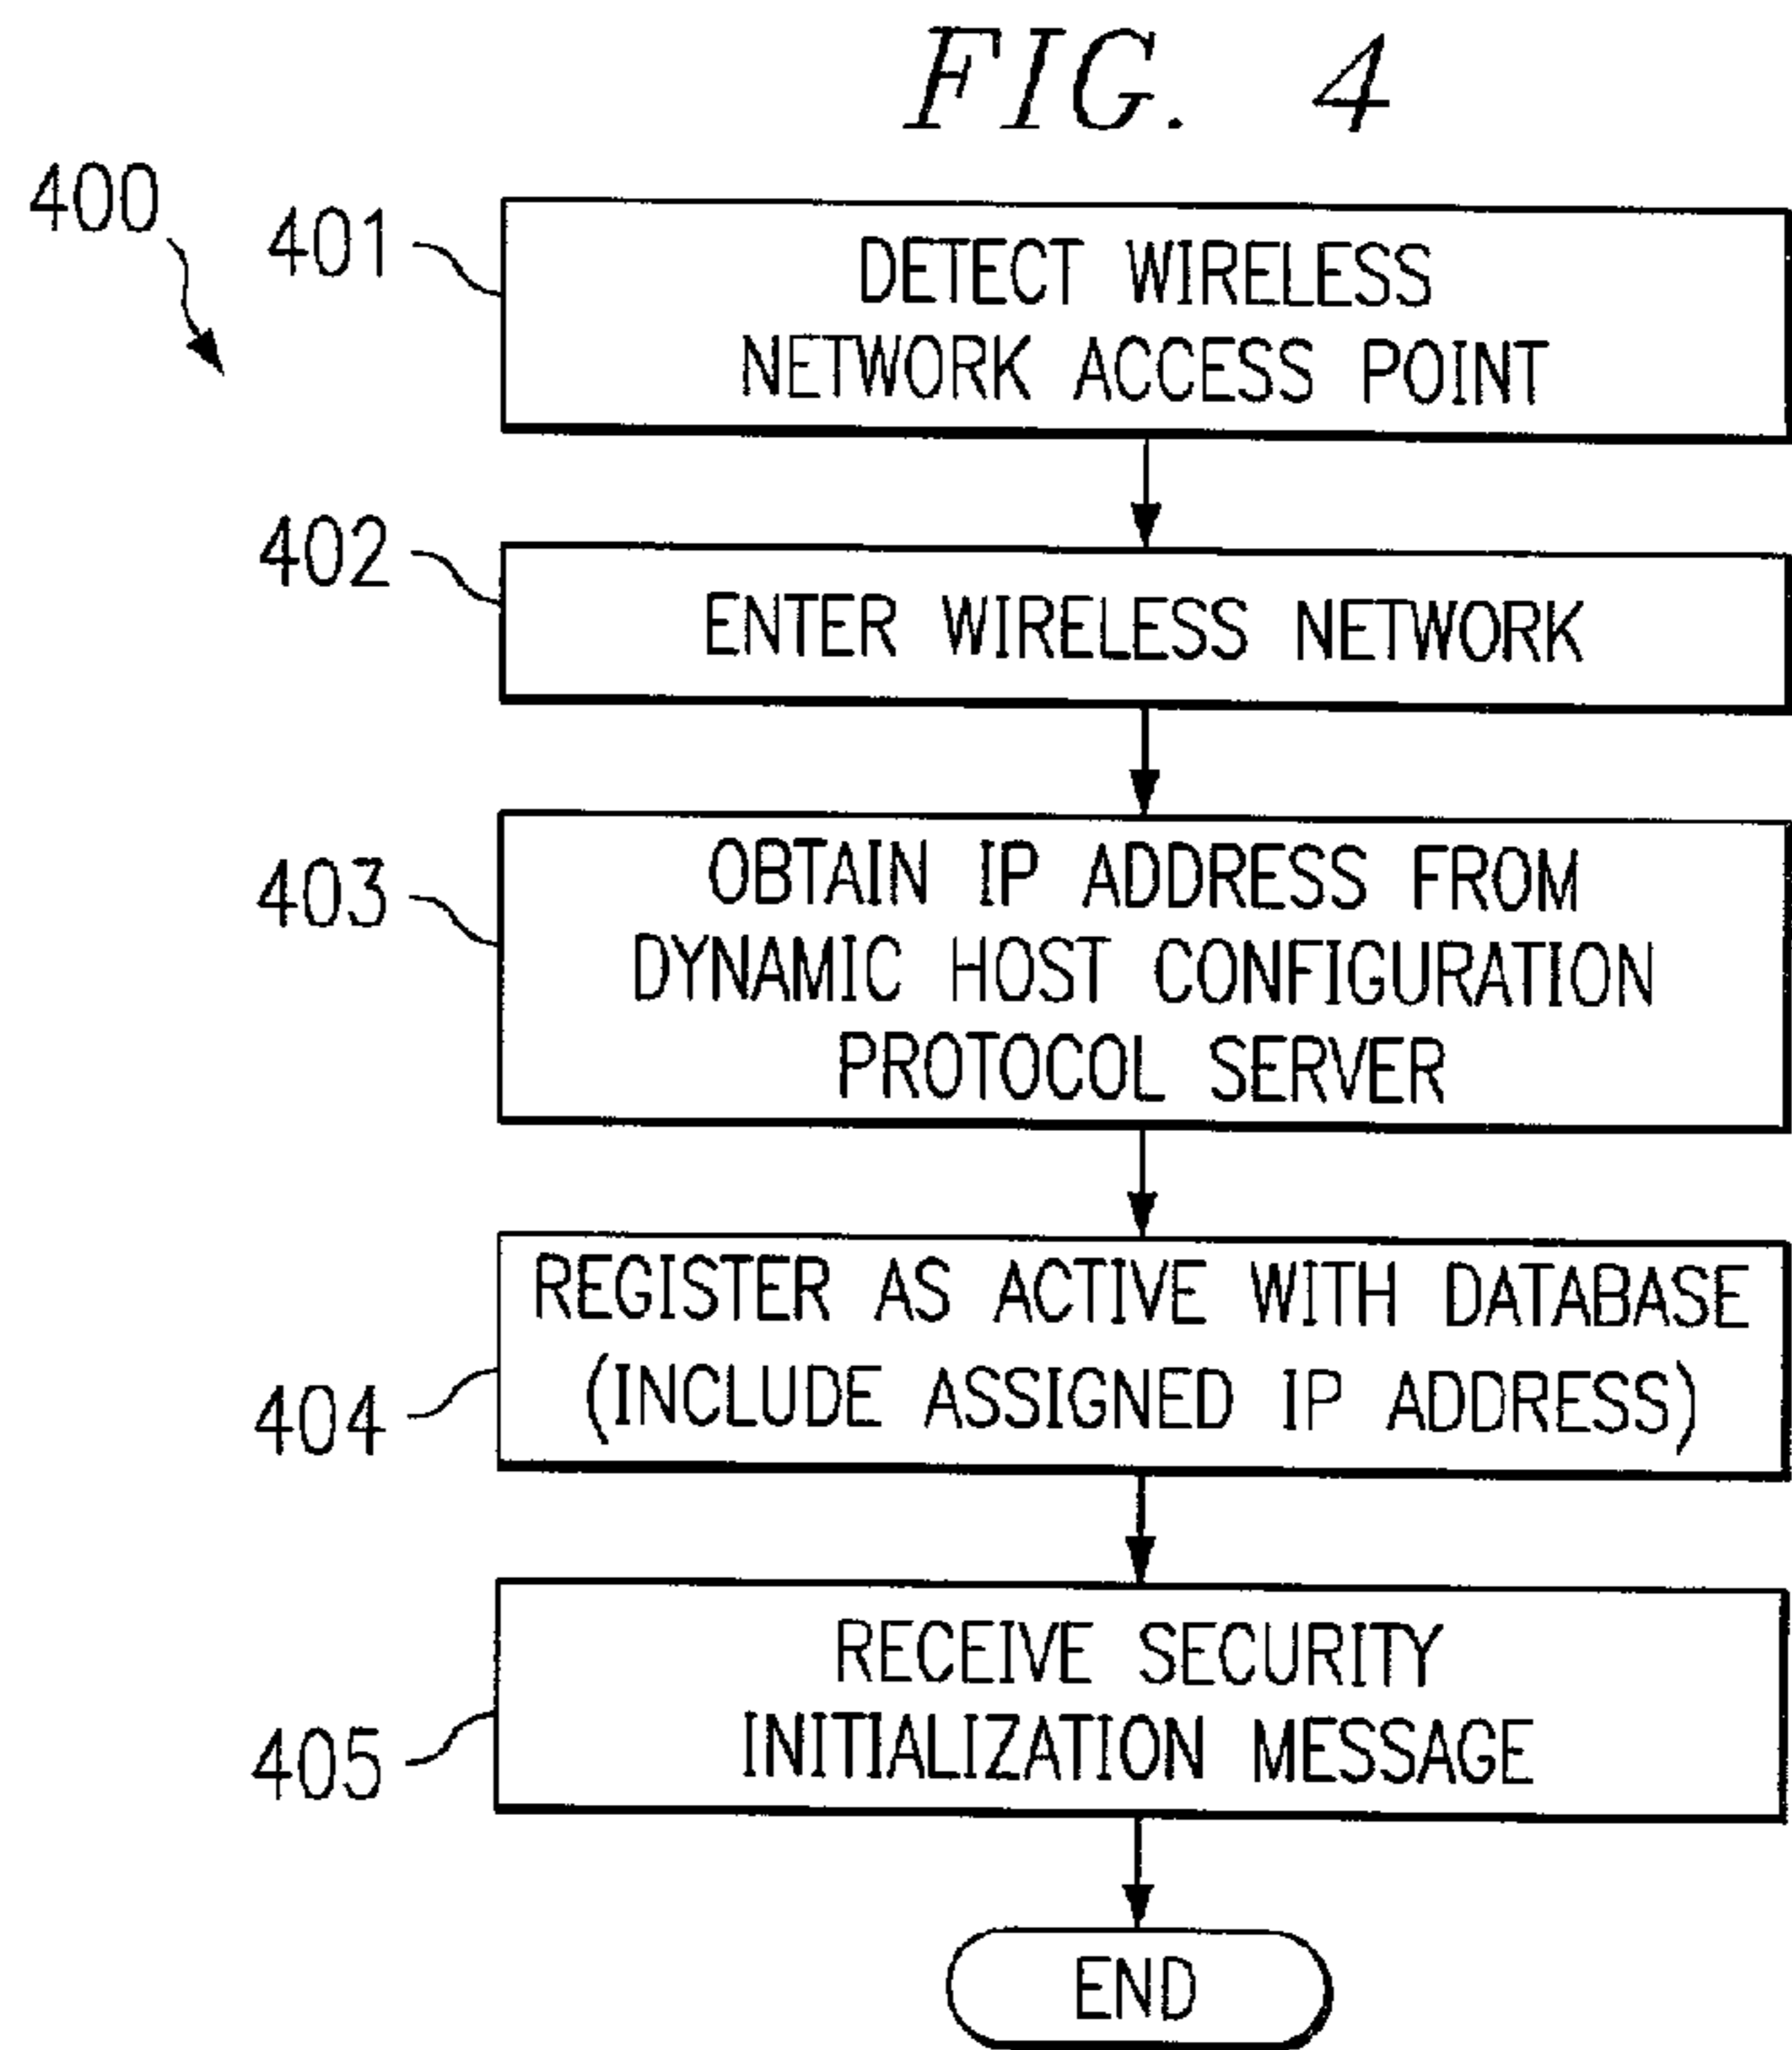 FIG. 4
400
401
DETECT WIRELESS
NETWORK ACCESS POINT
402
ENTER WIRELESS NETWORK
403
OBTAIN IP ADDRESS FROM
DYNAMIC HOST CONFIGURATION
PROTOCOL SERVER
404
REGISTER AS ACTIVE WITH DATABASE
(INCLUDE ASSIGNED IP ADDRESS)
405
RECEIVE SECURITY
INITIALIZATION MESSAGE
END